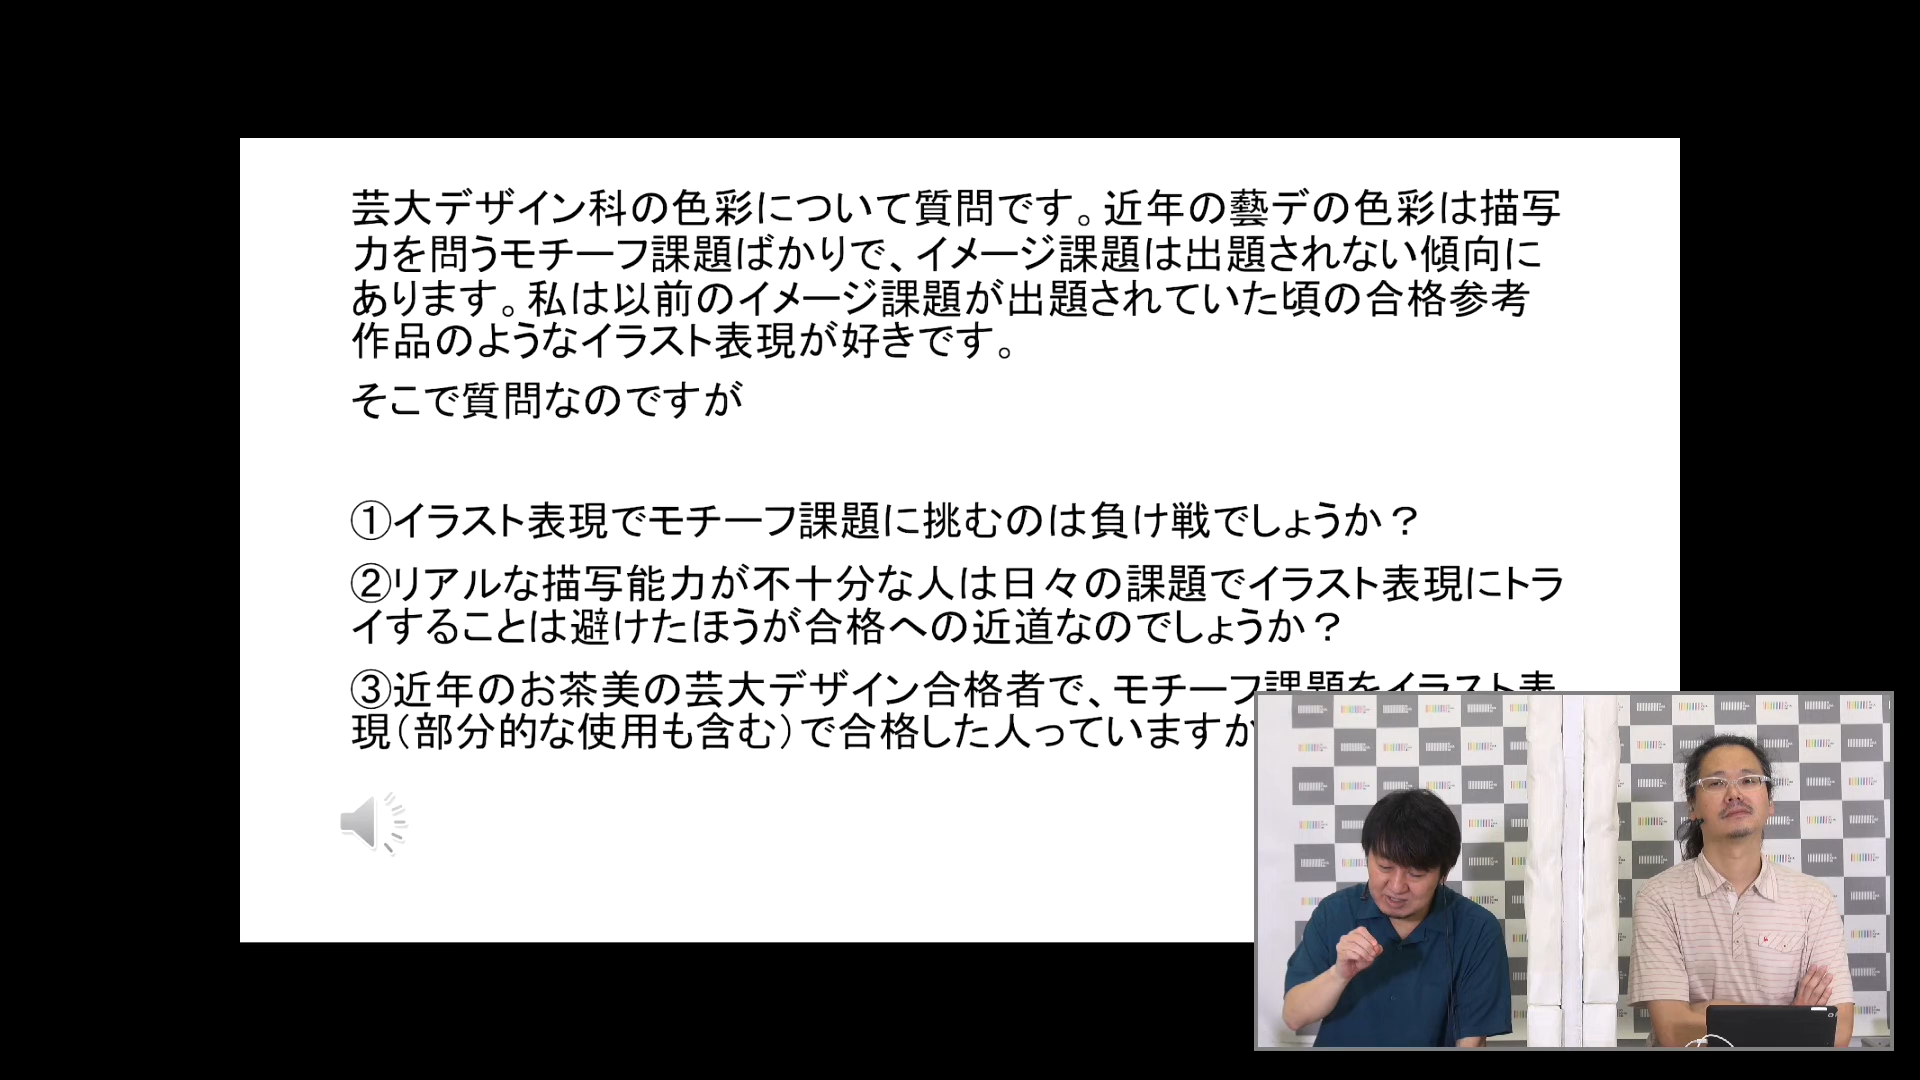 芸大デザイン科の色彩について質問です。近年の藝デの色彩は描写
力を問うモチーフ課題ばかりで、イメージ課題は出題されない傾向に
あります。私は以前のイメージ課題が出題されていた頃の合格参考
作品のようなイラスト表現が好きです。
そこで質問なのですが
①イラスト表現でモチーフ課題に挑むのは負け戦でしょうか？
②リアルな描写能力が不十分な人は日々の課題でイラスト表現にトラ
イすることは避けたほうが合格への近道なのでしょうか？
③近年のお茶美の芸大デザイン合格者で、モチーフ課題をイラスト表
現（部分的な使用も含む）で合格した人っていますか